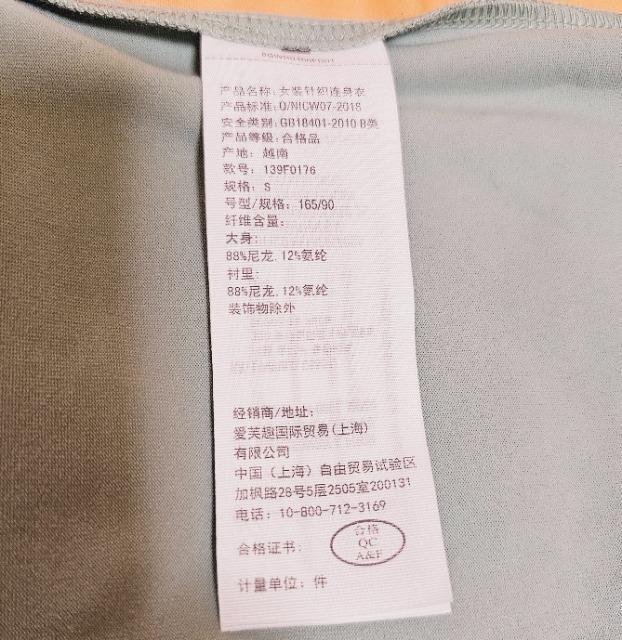 产品名称: 女装针织连身衣
产品标准: Q/NICW07-2018
安全类别: GB18401-2010 B类
产品等级: 合格品
产地: 越南
款号: 139F0176
规格: S
号型/规格: 165/90
纤维含量:
大身:
88%尼龙, 12%氨纶
衬里:
88%尼龙, 12%氨纶
装饰物除外
经销商/地址:
爱芙趣国际贸易(上海)
有限公司
中国 (上海) 自由贸易试验区
加枫路28号5层2505室200131
电话: 10-800-712-3169
合格证书:
合格
QC
A&F
计量单位: 件